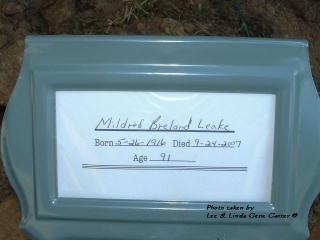 Mildred Breland Leake
Born 5-26-1916 Died 9-24-2007
Age 91
Photo taken by
Lee & Linda Gene Carter ©